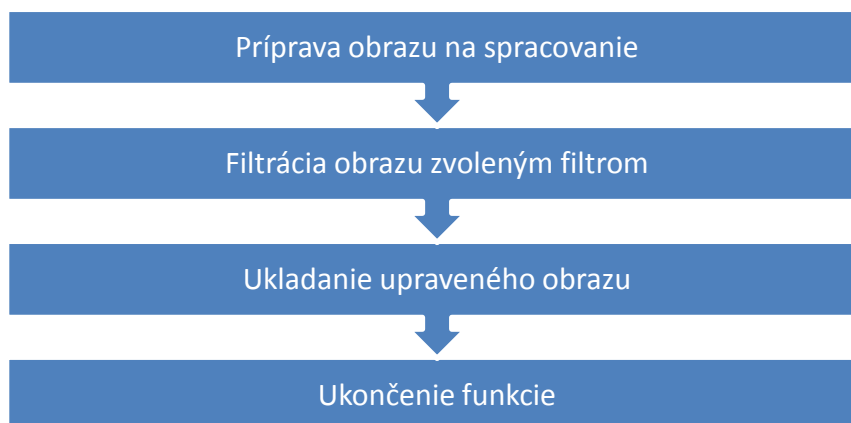 Príprava obrazu na spracovanie
Filtrácia obrazu zvoleným filtrom
Ukladanie upraveného obrazu
Ukončenie funkcie